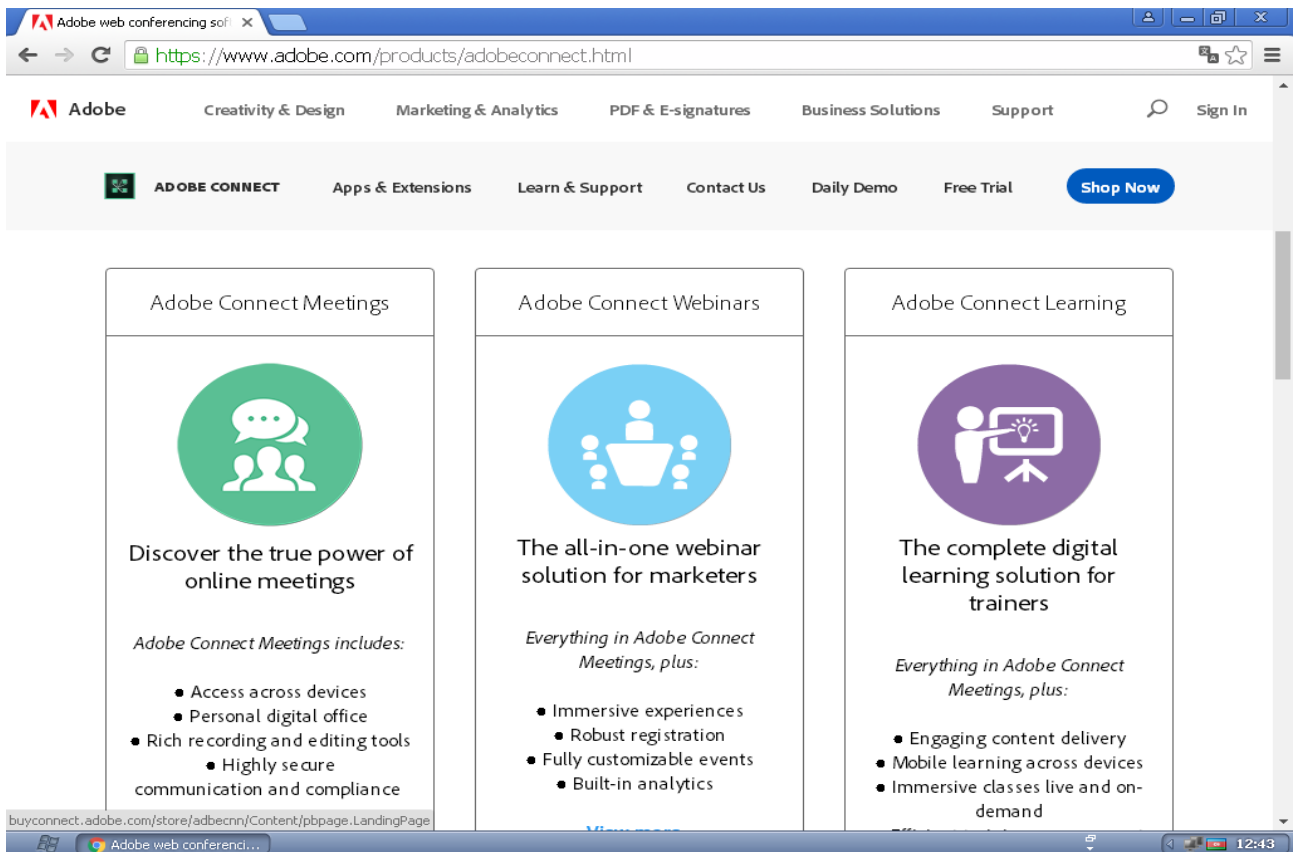 Adobe web conferencing sof
https://www.adobe.com/products/adobeconnect.html
Adobe Creativity & Design Marketing & Analytics PDF & E-signatures Business Solutions Support Sign In
ADOBE CONNECT Apps & Extensions Learn & Support Contact Us Daily Demo Free Trial Shop Now
Adobe Connect Meetings
Discover the true power of
online meetings
Adobe Connect Meetings includes:
• Access across devices
• Personal digital office
• Rich recording and editing tools
• Highly secure
communication and compliance
Adobe Connect Webinars
The all-in-one webinar
solution for marketers
Everything in Adobe Connect
Meetings, plus:
• Immersive experiences
• Robust registration
• Fully customizable events
• Built-in analytics
View more
Adobe Connect Learning
The complete digital
learning solution for
trainers
Everything in Adobe Connect
Meetings, plus:
• Engaging content delivery
• Mobile learning across devices
• Immersive classes live and on-
demand
buyconnect.adobe.com/store/adbecnn/Content/pbpage.LandingPage
Adobe web conferenci... 12:43